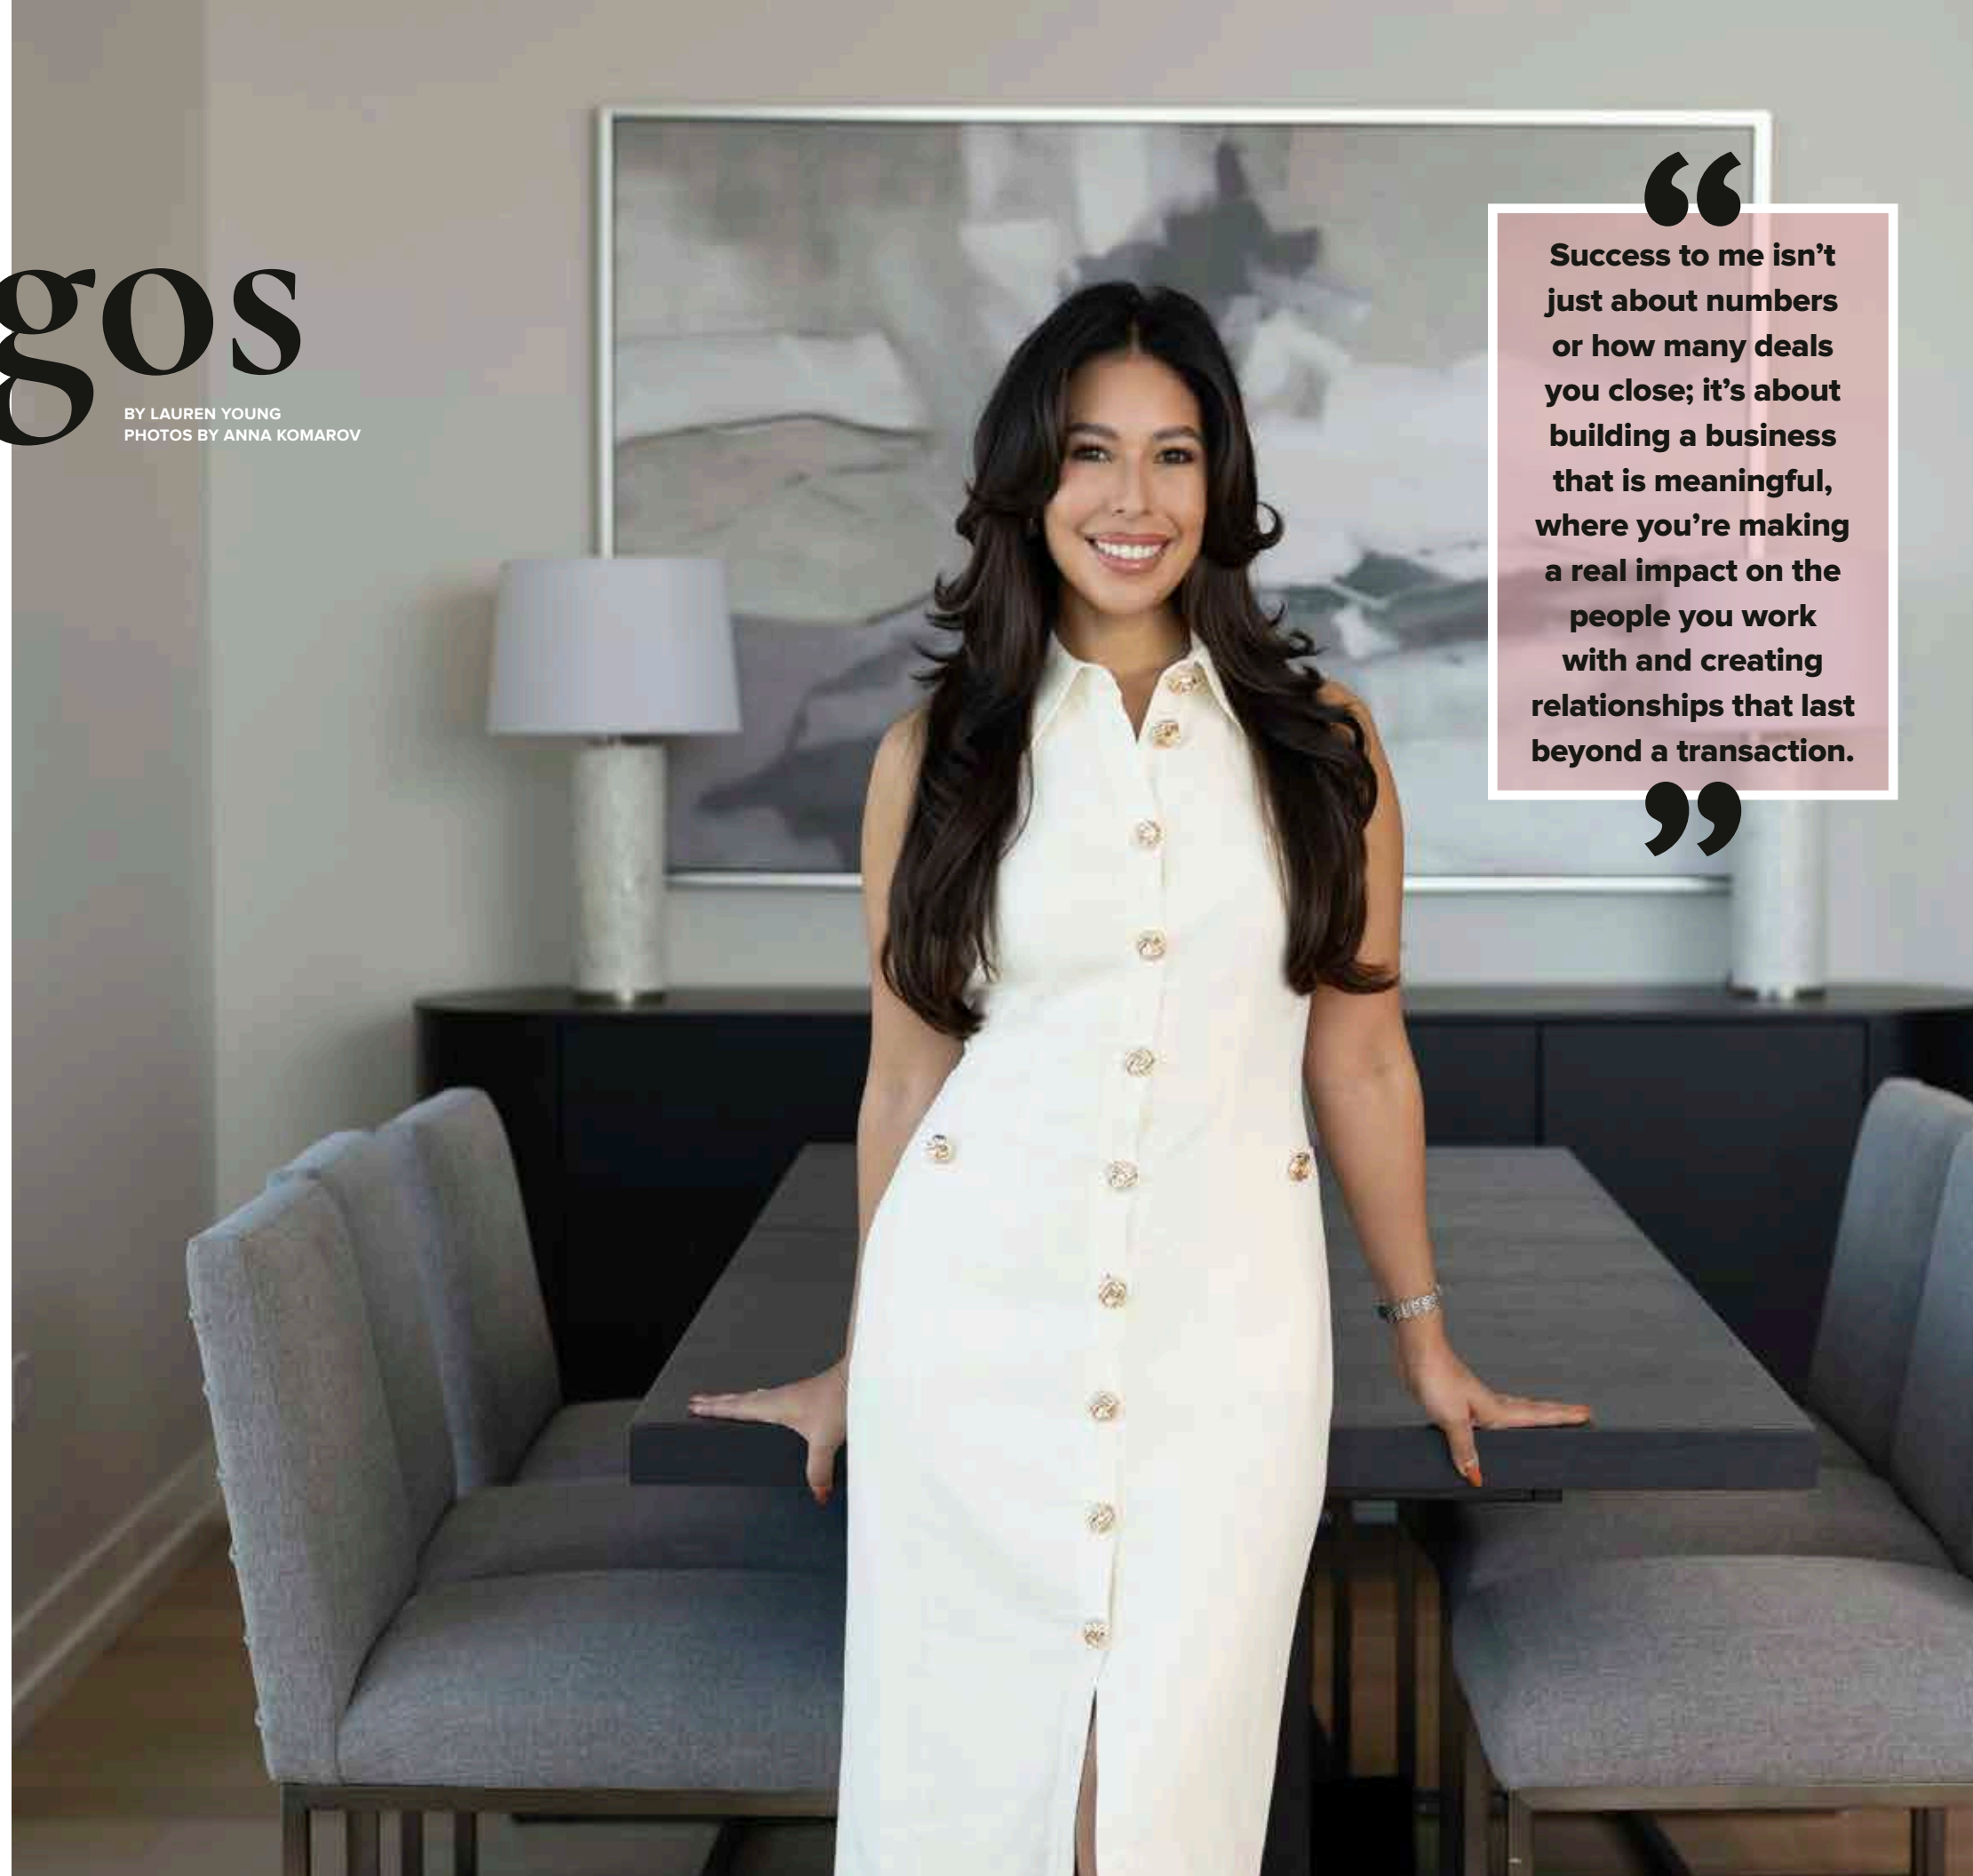 gos
BY LAUREN YOUNG
PHOTOS BY ANNA KOMAROV
“
Success to me isn’t
just about numbers
or how many deals
you close; it’s about
building a business
that is meaningful,
where you’re making
a real impact on the
people you work
with and creating
relationships that last
beyond a transaction.
”